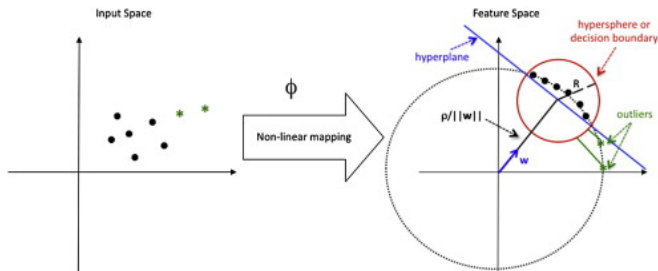 Input Space
Feature Space
hypersphere or
decision boundary
hyperplane
R
ϕ
Non-linear mapping
ρ/||w||
outliers
w